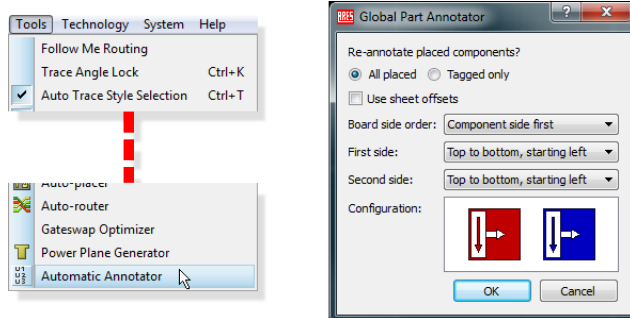 Tools Technology System Help
Follow Me Routing
Trace Angle Lock Ctrl+K
Auto Trace Style Selection Ctrl+T
Auto-placer
Auto-router
Gateswap Optimizer
Power Plane Generator
Automatic Annotator
ARES Global Part Annotator
Re-annotate placed components?
All placed Tagged only
Use sheet offsets
Board side order: Component side first
First side: Top to bottom, starting left
Second side: Top to bottom, starting left
Configuration:
OK Cancel